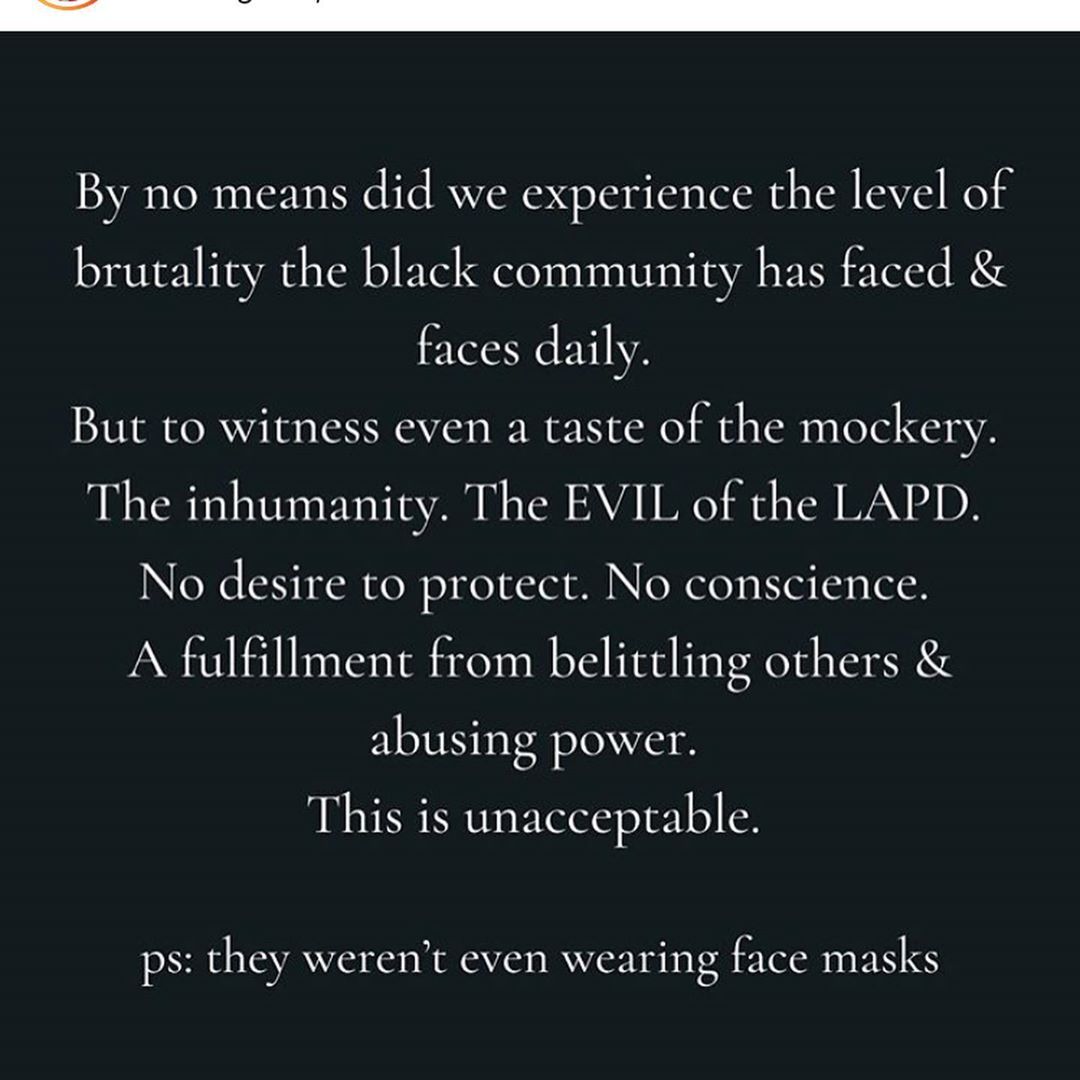 By no means did we experience the level of
brutality the black community has faced &
faces daily.
But to witness even a taste of the mockery.
The inhumanity. The EVIL of the LAPD.
No desire to protect. No conscience.
A fulfillment from belittling others &
abusing power.
This is unacceptable.
ps: they weren’t even wearing face masks